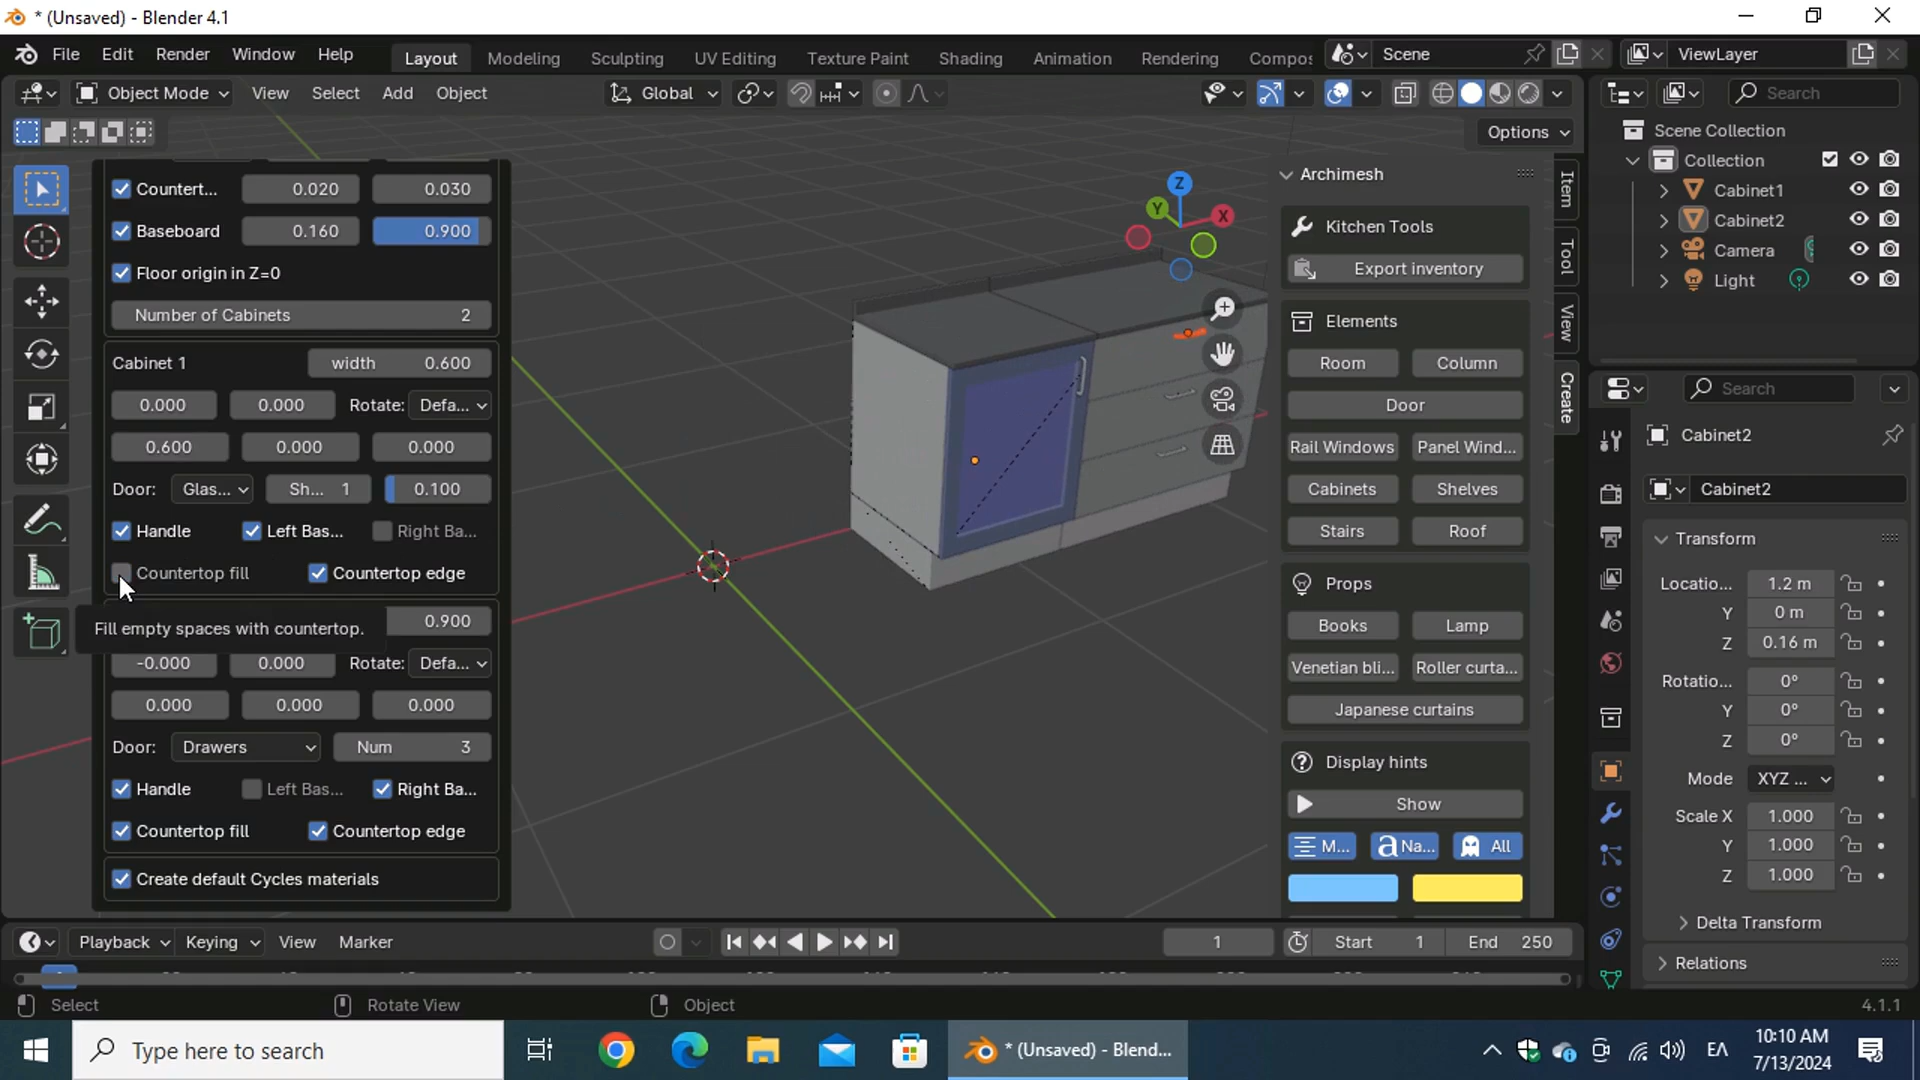 * (Unsaved) - Blender 4.1
File Edit Render Window Help Layout Modeling Sculpting UV Editing Texture Paint Shading Animation Rendering Compos Scene ViewLayer
Object Mode View Select Add Object Global Search
Options
Scene Collection
Collection
Cabinet1
Cabinet2
Camera
Light
Countert... 0.020 0.030
Baseboard 0.160 0.900
Floor origin in Z=0
Number of Cabinets 2
Cabinet 1 width 0.600
0.000 0.000 Rotate: Defa...
0.600 0.000 0.000
Door: Glas... Sh... 1 0.100
Handle Left Bas... Right Ba...
Countertop fill Countertop edge
Fill empty spaces with countertop.
0.900
-0.000 0.000 Rotate: Defa...
0.000 0.000 0.000
Door: Drawers Num 3
Handle Left Bas... Right Ba...
Countertop fill Countertop edge
Create default Cycles materials
Z
Y
X
Archimesh
Kitchen Tools
Export inventory
Elements
Room Column
Door
Rail Windows Panel Wind...
Cabinets Shelves
Stairs Roof
Props
Books Lamp
Venetian bli... Roller curta...
Japanese curtains
Display hints
Show
M... a Na... All
Item
Tool
View
Create
Search
Cabinet2
Cabinet2
Transform
Locatio... 1.2 m
Y 0 m
Z 0.16 m
Rotatio... 0°
Y 0°
Z 0°
Mode XYZ ...
Scale X 1.000
Y 1.000
Z 1.000
Delta Transform
Relations
Playback Keying View Marker 1 Start 1 End 250
Select Rotate View Object 4.1.1
Type here to search * (Unsaved) - Blend... ΕΛ 10:10 AM
7/13/2024